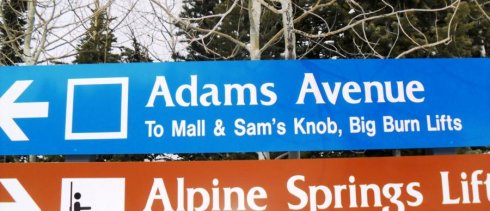 Adams Avenue
To Mall & Sam's Knob, Big Burn Lifts
Alpine Springs Lift